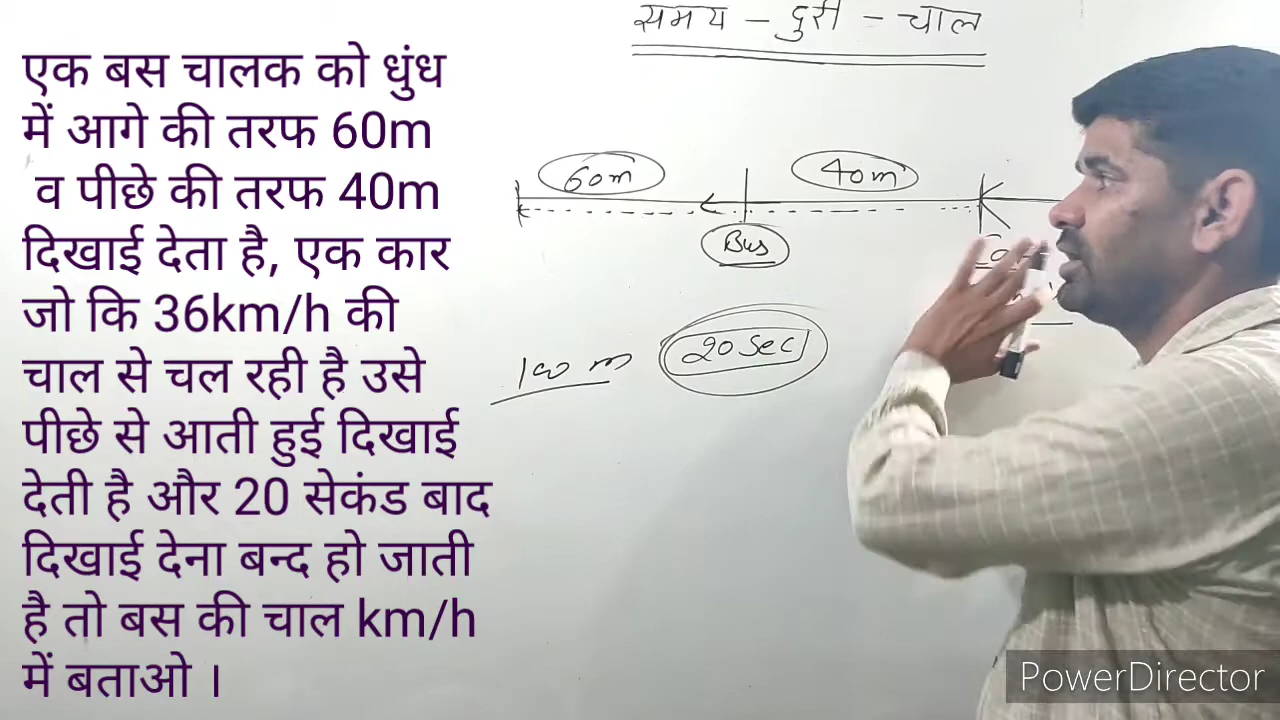 समय - दुरी - चाल
एक बस चालक को धुंध
में आगे की तरफ 60m
व पीछे की तरफ 40m
दिखाई देता है, एक कार
जो कि 36km/h की
चाल से चल रही है उसे
पीछे से आती हुई दिखाई
देती है और 20 सेकंड बाद
दिखाई देना बन्द हो जाती
है तो बस की चाल km/h
में बताओ ।
60m 40m
Bus
100 m 20 Sec
PowerDirector